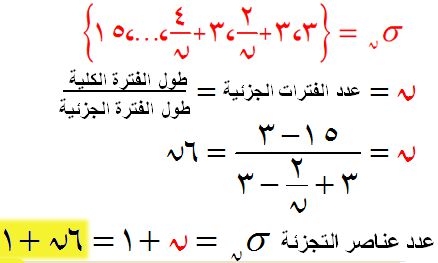 σ ن = {٣،٣+٢/ن،٣+٤/ن،...،١٥}
ن = عدد الفترات الجزئية = طول الفترة الكلية / طول الفترة الجزئية
ن = (١٥ − ٣) / (٣ + ٢/ن − ٣) = ٦ن
عدد عناصر التجزئة σ ن = ن + ١ = ٦ن + ١